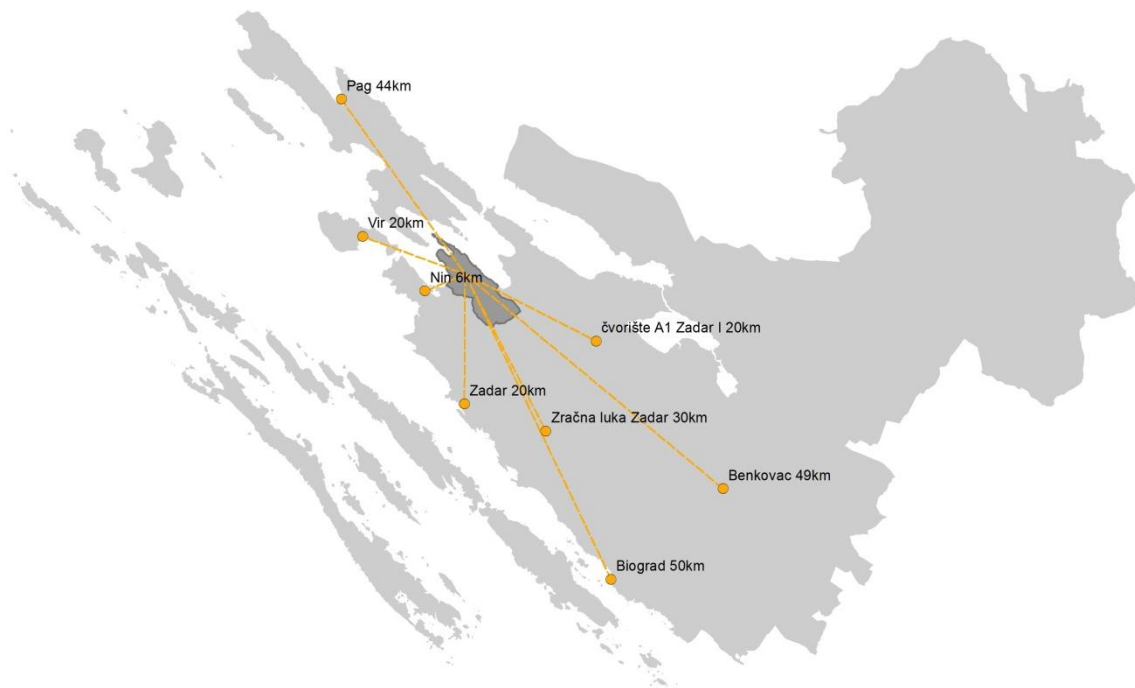 Pag 44km
Vir 20km
Nin 6km
čvorište A1 Zadar I 20km
Zadar 20km
Zračna luka Zadar 30km
Benkovac 49km
Biograd 50km